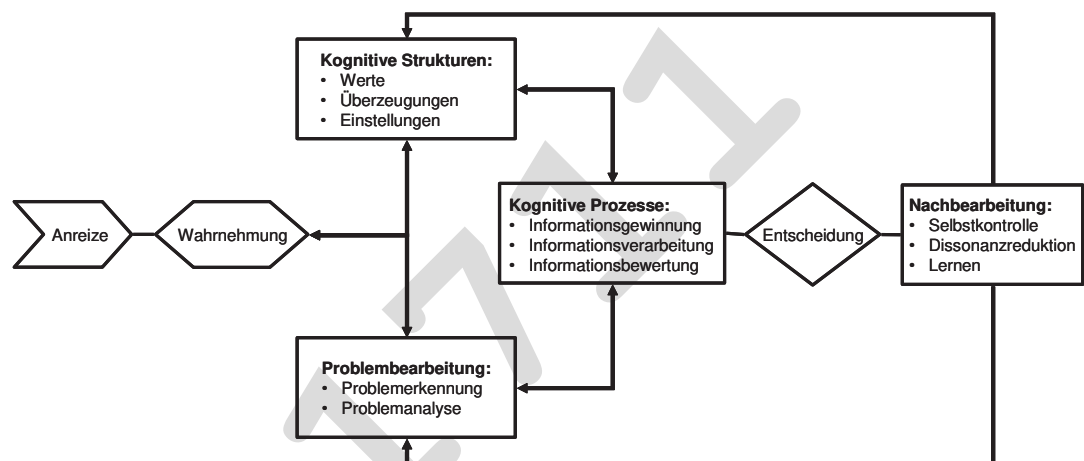 Kognitive Strukturen:
• Werte
• Überzeugungen
• Einstellungen
Anreize
Wahrnehmung
Kognitive Prozesse:
• Informationsgewinnung
• Informationsverarbeitung
• Informationsbewertung
Entscheidung
Nachbearbeitung:
• Selbstkontrolle
• Dissonanzreduktion
• Lernen
Problembearbeitung:
• Problemerkennung
• Problemanalyse
1711